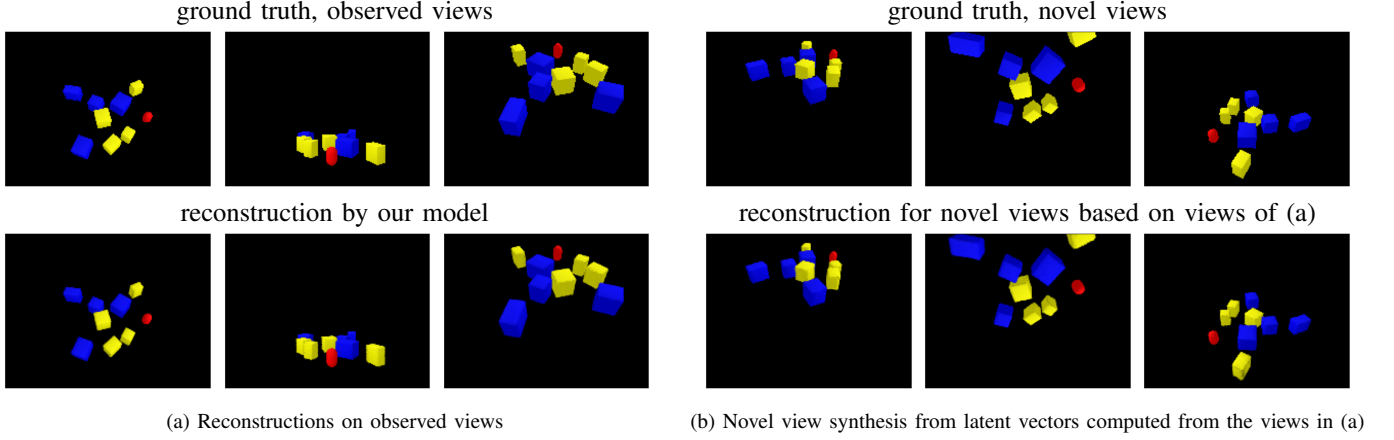 ground truth, observed views
ground truth, novel views
reconstruction by our model
reconstruction for novel views based on views of (a)
(a) Reconstructions on observed views
(b) Novel view synthesis from latent vectors computed from the views in (a)